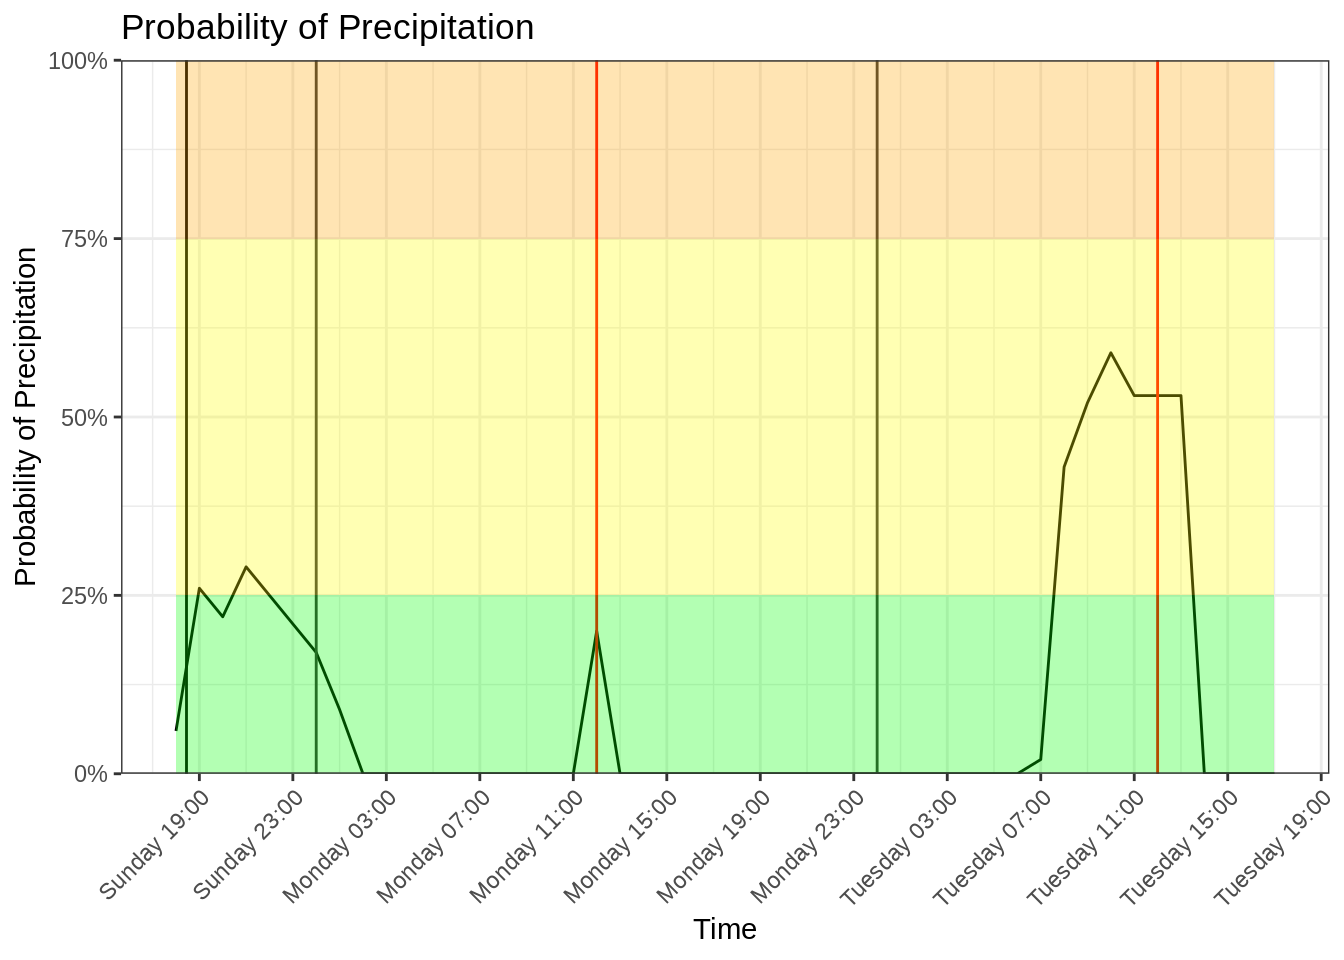 Probability of Precipitation
Probability of Precipitation
100%
75%
50%
25%
0%
Sunday 19:00
Sunday 23:00
Monday 03:00
Monday 07:00
Monday 11:00
Monday 15:00
Monday 19:00
Monday 23:00
Tuesday 03:00
Tuesday 07:00
Tuesday 11:00
Tuesday 15:00
Tuesday 19:00
Time